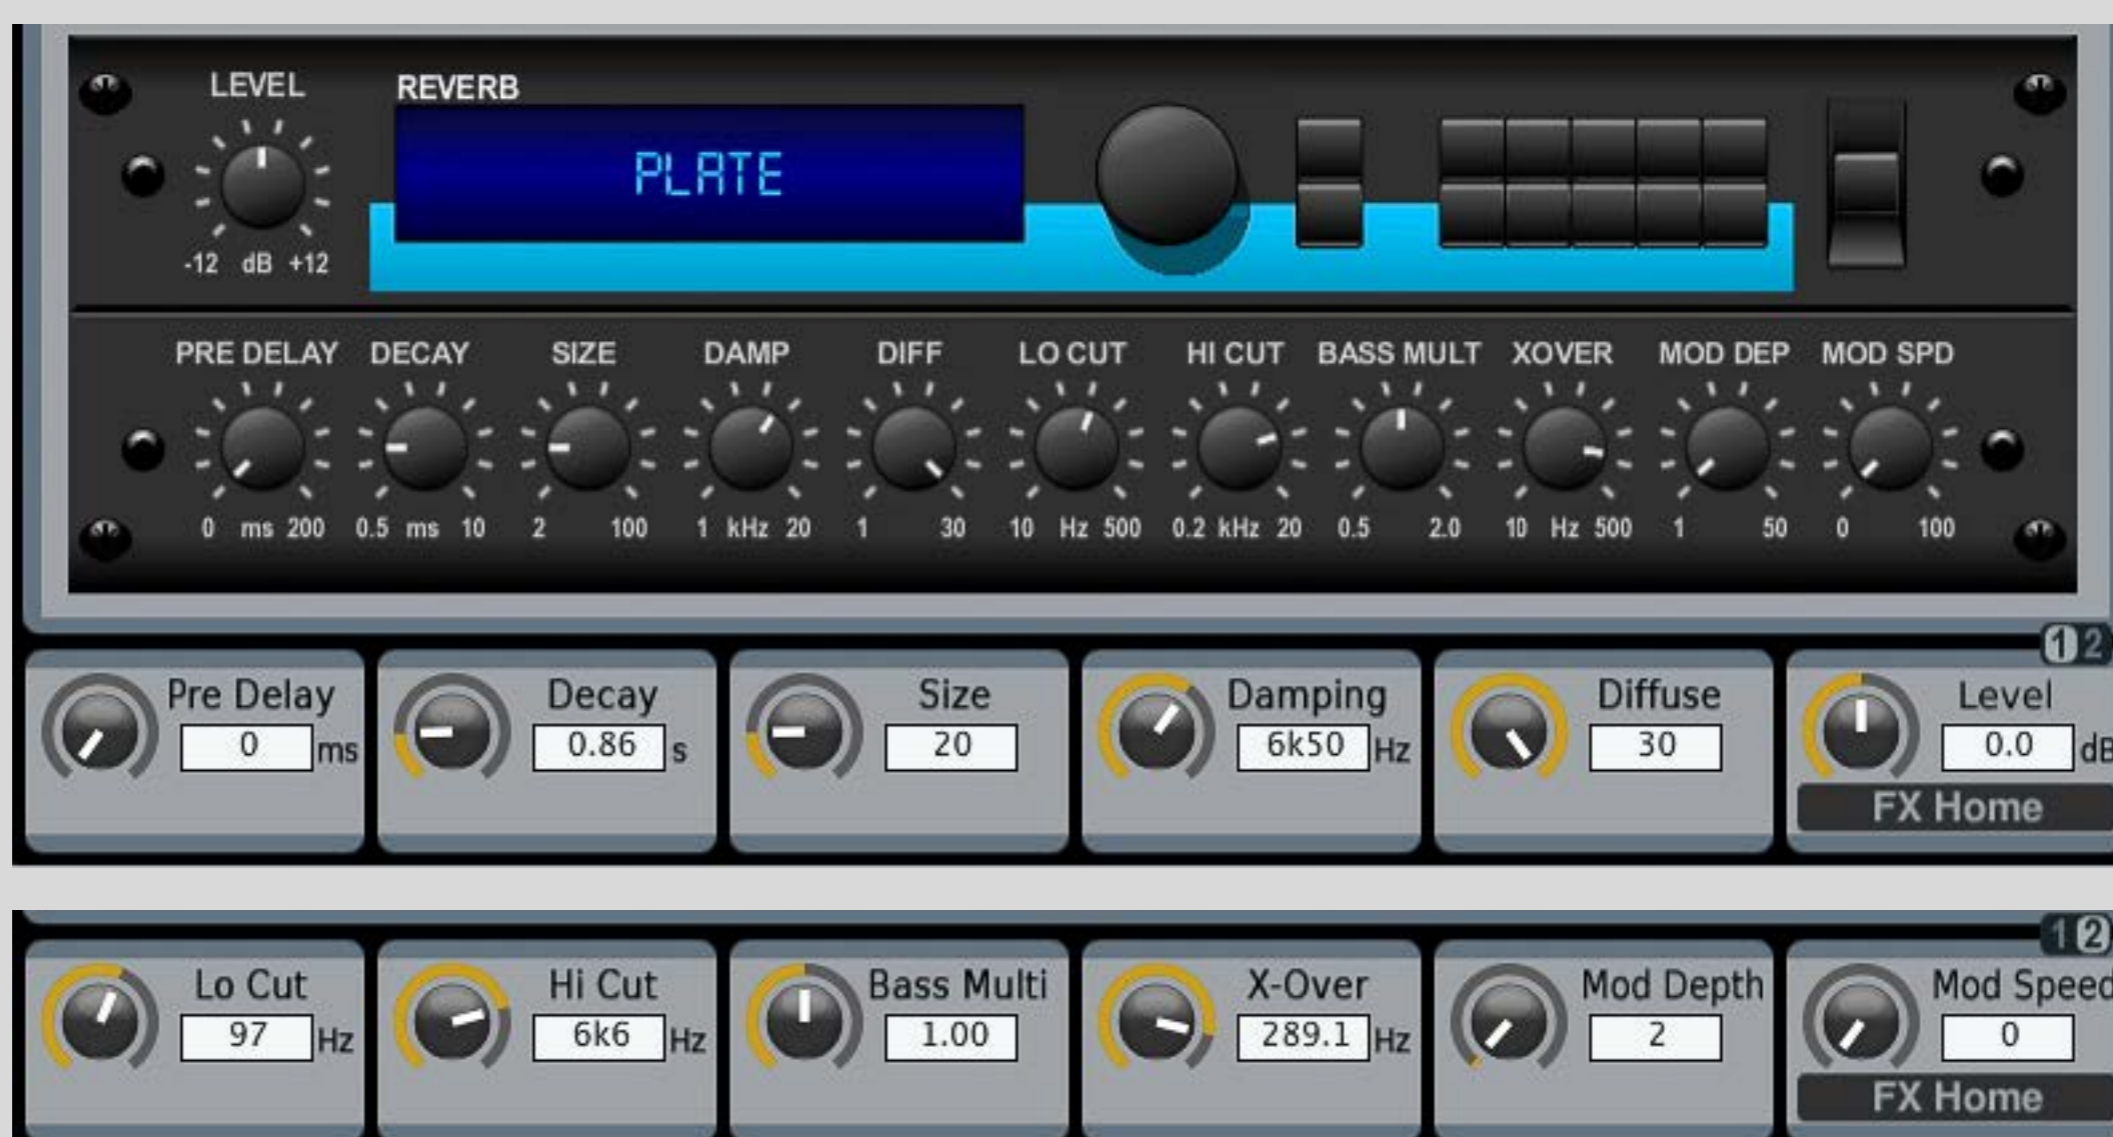 LEVEL REVERB
PLATE
-12 dB +12
PRE DELAY DECAY SIZE DAMP DIFF LO CUT HI CUT BASS MULT XOVER MOD DEP MOD SPD
0 ms 200 0.5 ms 10 2 100 1 kHz 20 1 30 10 Hz 500 0.2 kHz 20 0.5 2.0 10 Hz 500 1 50 0 100
1 2
Pre Delay Decay Size Damping Diffuse Level
0 ms 0.86 s 20 6k50 Hz 30 0.0 dB
FX Home
1 2
Lo Cut Hi Cut Bass Multi X-Over Mod Depth Mod Speed
97 Hz 6k6 Hz 1.00 289.1 Hz 2 0
FX Home